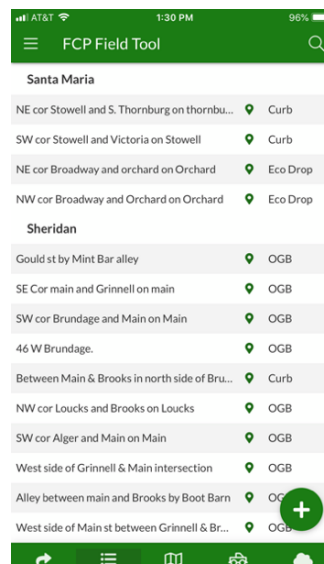 AT&T 1:30 PM 96%
FCP Field Tool
Santa Maria
NE cor Stowell and S. Thornburg on thornbu... Curb
SW cor Stowell and Victoria on Stowell Curb
NE cor Broadway and orchard on Orchard Eco Drop
NW cor Broadway and Orchard on Orchard Eco Drop
Sheridan
Gould st by Mint Bar alley OGB
SE Cor main and Grinnell on main OGB
SW cor Brundage and Main on Main OGB
46 W Brundage. OGB
Between Main & Brooks in north side of Bru... Curb
NW cor Loucks and Brooks on Loucks OGB
SW cor Alger and Main on Main OGB
West side of Grinnell & Main intersection OGB
Alley between main and Brooks by Boot Barn
West side of Main st between Grinnell & Br... OGB